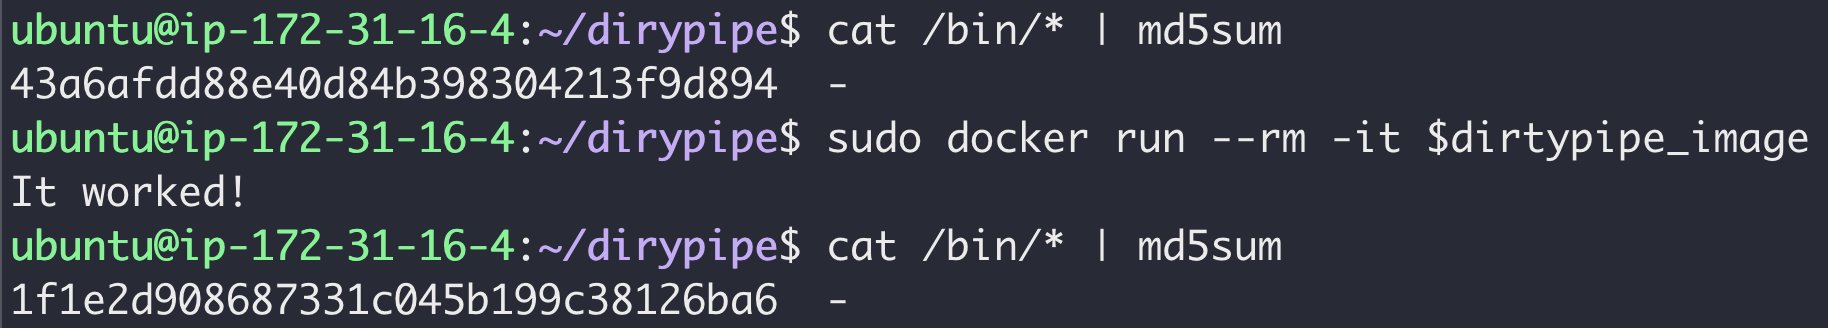 ubuntu@ip-172-31-16-4:~/dirypipe$ cat /bin/* | md5sum
43a6afdd88e40d84b398304213f9d894  -
ubuntu@ip-172-31-16-4:~/dirypipe$ sudo docker run --rm -it $dirtypipe_image
It worked!
ubuntu@ip-172-31-16-4:~/dirypipe$ cat /bin/* | md5sum
1f1e2d908687331c045b199c38126ba6  -